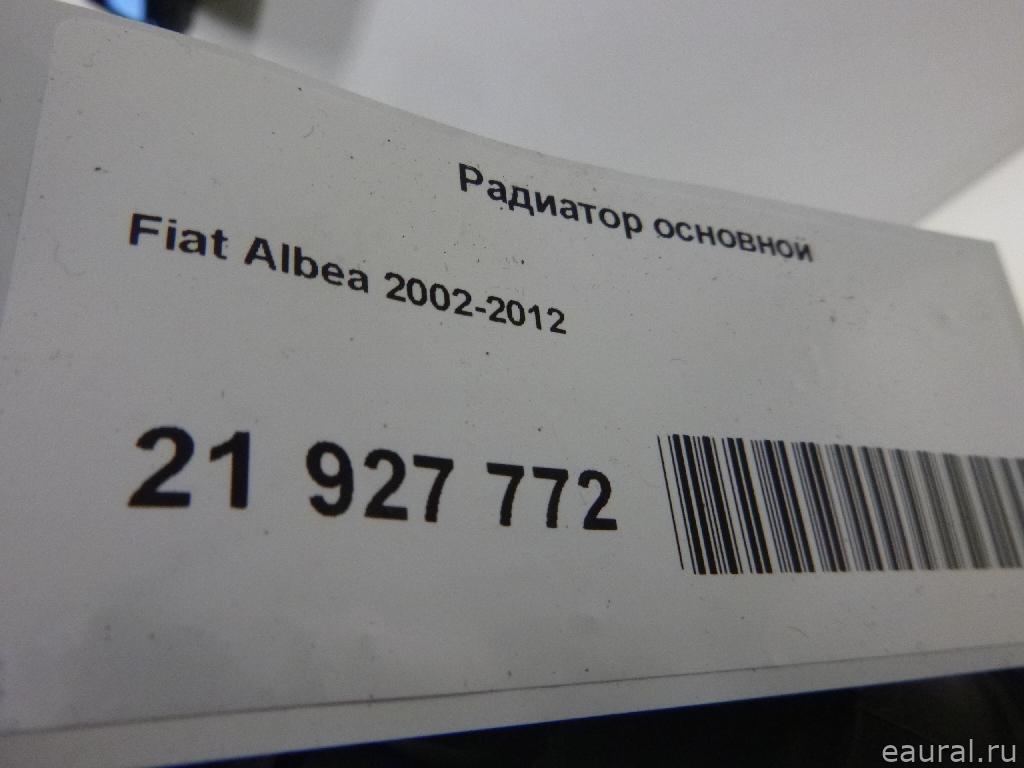 Радиатор основной
Fiat Albea 2002-2012
21 927 772
eaural.ru